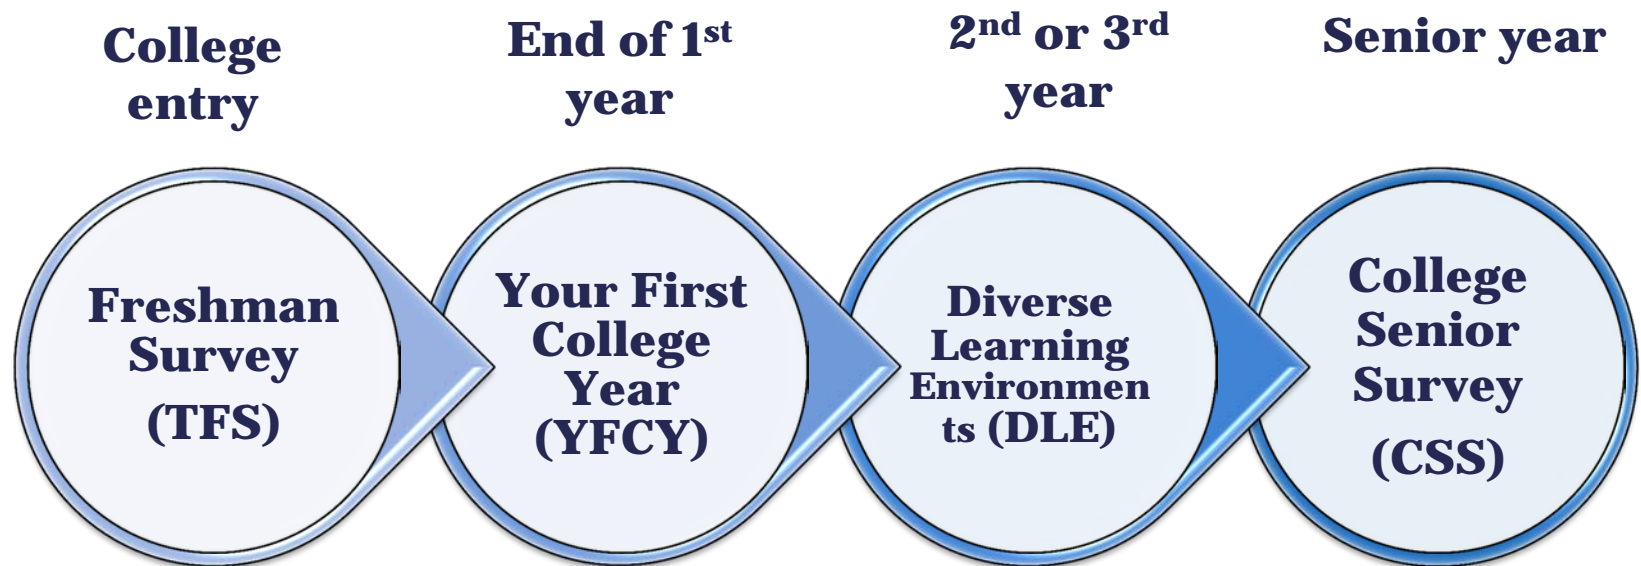 College
entry
End of 1st
year
2nd or 3rd
year
Senior year
Freshman
Survey
(TFS)
Your First
College
Year
(YFCY)
Diverse
Learning
Environmen
ts (DLE)
College
Senior
Survey
(CSS)